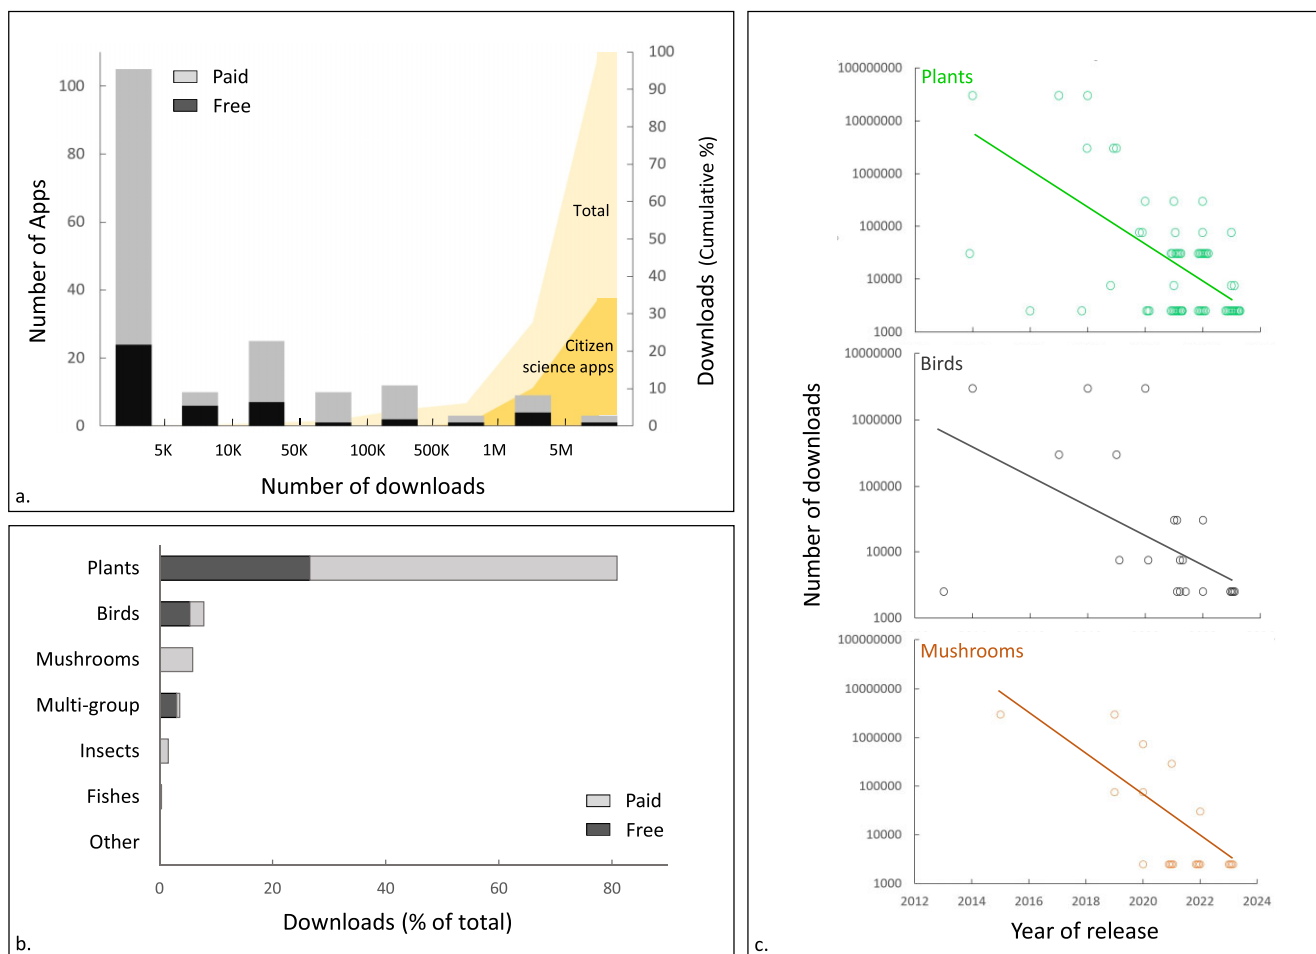 Paid
Free
100
80
60
40
20
0
Number of Apps
100
90
80
70
60
50
40
30
20
10
0
Downloads (Cumulative %)
Total
Citizen
science apps
5K 10K 50K 100K 500K 1M 5M
Number of downloads
a.
Plants
Birds
Mushrooms
Multi-group
Insects
Fishes
Other
Paid
Free
0 20 40 60 80
Downloads (% of total)
b.
Number of downloads
Plants
100000000
10000000
1000000
100000
10000
1000
Birds
10000000
1000000
100000
10000
1000
Mushrooms
100000000
10000000
1000000
100000
10000
1000
2012 2014 2016 2018 2020 2022 2024
Year of release
c.